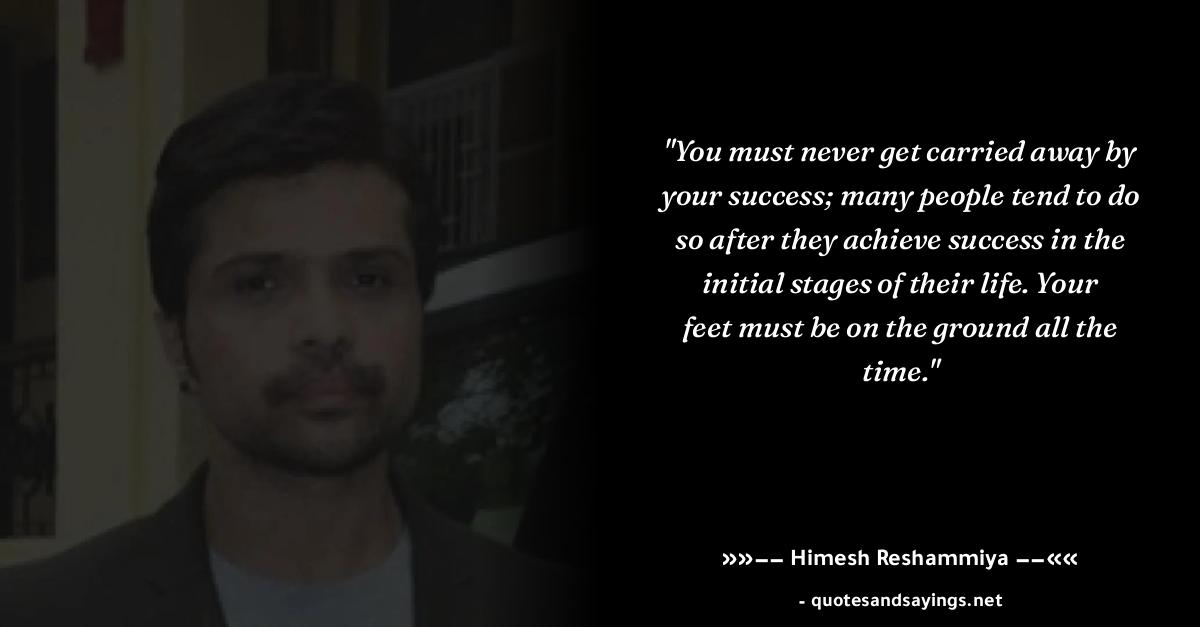 "You must never get carried away by
your success; many people tend to do
so after they achieve success in the
initial stages of their life. Your
feet must be on the ground all the
time."
»»−− Himesh Reshammiya −−««
- quotesandsayings.net